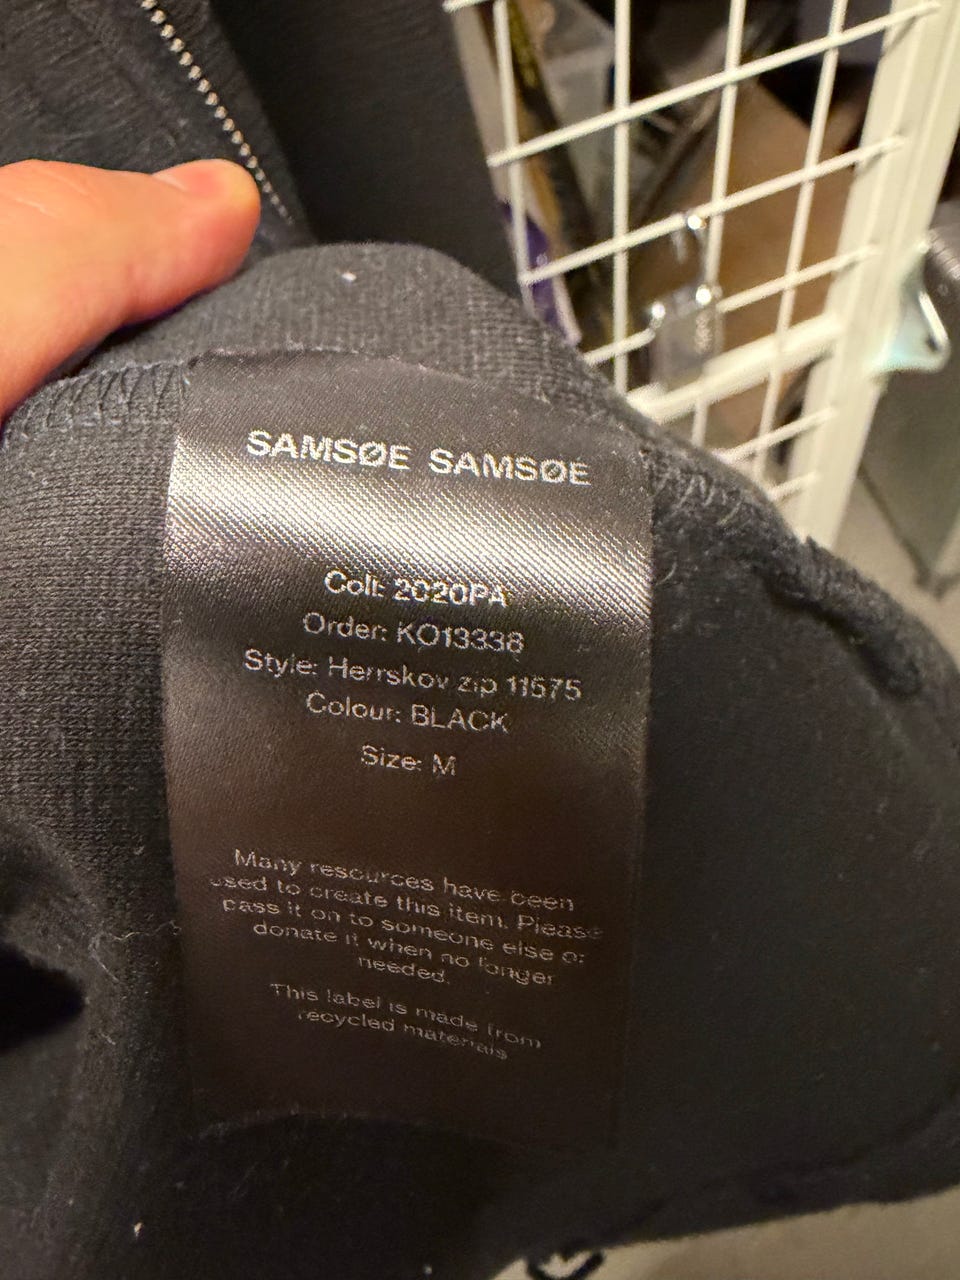 SAMSØE SAMSØE
Coll: 2020PA
Order: KO13338
Style: Herrskov zip 11575
Colour: BLACK
Size: M
Many resources have been
used to create this item. Please
pass it on to someone else or
donate it when no longer
needed.
This label is made from
recycled materials